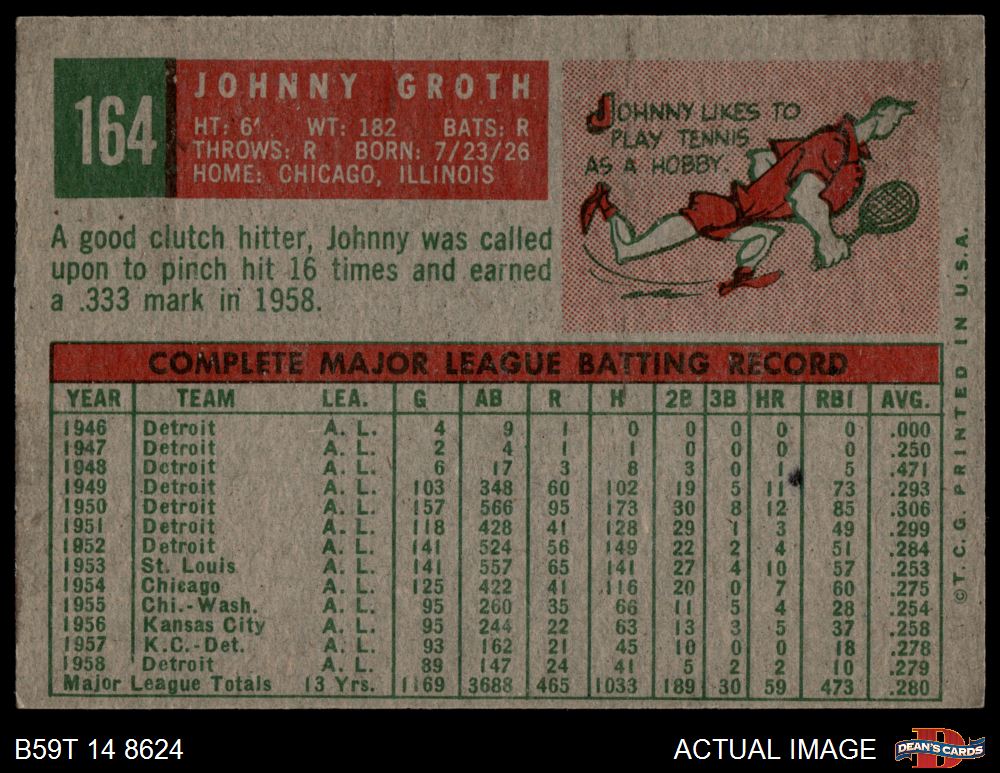 164
JOHNNY GROTH
HT: 6' WT: 182 BATS: R
THROWS: R BORN: 7/23/26
HOME: CHICAGO, ILLINOIS
JOHNNY LIKES TO
PLAY TENNIS
AS A HOBBY.
A good clutch hitter, Johnny was called
upon to pinch hit 16 times and earned
a .333 mark in 1958.
COMPLETE MAJOR LEAGUE BATTING RECORD
YEAR TEAM LEA. G AB R H 2B 3B HR RBI AVG.
1946 Detroit A. L. 4 9 1 0 0 0 0 0 .000
1947 Detroit A. L. 2 4 1 1 0 0 0 0 .250
1948 Detroit A. L. 6 17 3 8 3 0 1 5 .471
1949 Detroit A. L. 103 348 60 102 19 5 11 73 .293
1950 Detroit A. L. 157 566 95 173 30 8 12 85 .306
1951 Detroit A. L. 118 428 41 128 29 1 3 49 .299
1952 Detroit A. L. 141 524 56 149 22 2 4 51 .284
1953 St. Louis A. L. 141 557 65 141 27 4 10 57 .253
1954 Chicago A. L. 125 422 41 116 20 0 7 60 .275
1955 Chi.-Wash. A. L. 95 260 35 66 11 5 4 28 .254
1956 Kansas City A. L. 95 244 22 63 13 3 5 37 .258
1957 K.C.-Det. A. L. 93 162 21 45 10 0 0 18 .278
1958 Detroit A. L. 89 147 24 41 5 2 2 10 .279
Major League Totals 13 Yrs. 1169 3688 465 1033 189 30 59 473 .280
©T. C. G. PRINTED IN U.S.A.
B59T 14 8624
ACTUAL IMAGE
D
DEAN'S CARDS